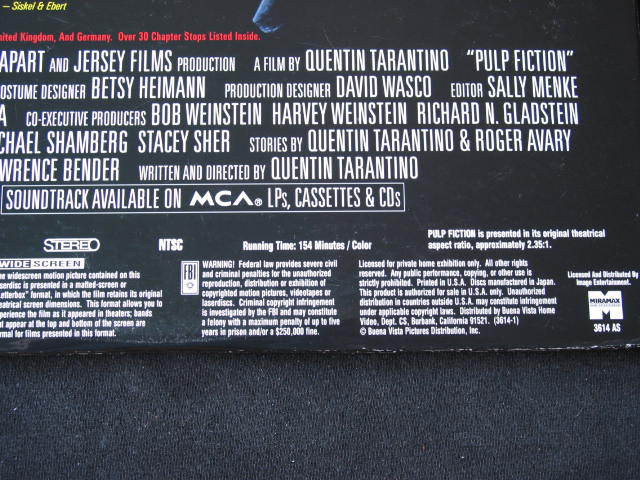 – Siskel & Ebert
United Kingdom, And Germany. Over 30 Chapter Stops Listed Inside.
APART AND JERSEY FILMS PRODUCTION A FILM BY QUENTIN TARANTINO "PULP FICTION"
COSTUME DESIGNER BETSY HEIMANN PRODUCTION DESIGNER DAVID WASCO EDITOR SALLY MENKE
A CO-EXECUTIVE PRODUCERS BOB WEINSTEIN HARVEY WEINSTEIN RICHARD N. GLADSTEIN
CHAEL SHAMBERG STACEY SHER STORIES BY QUENTIN TARANTINO & ROGER AVARY
WRENCE BENDER WRITTEN AND DIRECTED BY QUENTIN TARANTINO
SOUNDTRACK AVAILABLE ON MCA® LPs, CASSETTES & CDs
PULP FICTION is presented in its original theatrical
aspect ratio, approximately 2.35:1.
STEREO NTSC Running Time: 154 Minutes / Color
WIDE SCREEN
widescreen motion picture contained on this
laserdisc is presented in a matted-screen or
"letterbox" format, in which the film retains its original
theatrical screen dimensions. This format allows you to
experience the film as it appeared in theaters; bands
that appear at the top and bottom of the screen are
normal for films presented in this format.
FBI
WARNING! Federal law provides severe civil
and criminal penalties for the unauthorized
reproduction, distribution or exhibition of
copyrighted motion pictures, videotapes or
laserdiscs. Criminal copyright infringement
is investigated by the FBI and may constitute
a felony with a maximum penalty of up to five
years in prison and/or a $250,000 fine.
Licensed for private home exhibition only. All other rights
reserved. Any public performance, copying, or other use is
strictly prohibited. Printed in U.S.A. Discs manufactured in Japan.
This product is authorized for sale in U.S.A. only. Unauthorized
distribution in countries outside U.S.A. may constitute infringement
under applicable copyright laws. Distributed by Buena Vista Home
Video, Dept. CS, Burbank, California 91521. (3614-1)
© Buena Vista Pictures Distribution, Inc.
Licensed And Distributed by
Image Entertainment.
MIRAMAX
3614 AS